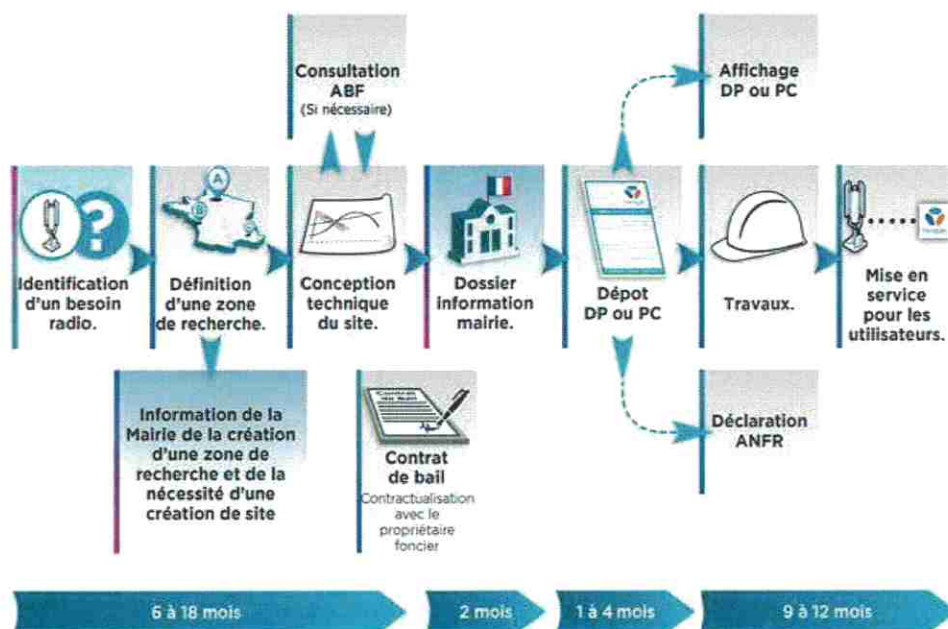 Consultation
ABF
(Si nécessaire)
Affichage
DP ou PC
A
B
Identification
d'un besoin
radio.
Définition
d'une zone
de recherche.
Conception
technique
du site.
Dossier
information
mairie.
Dépot
DP ou PC
Travaux.
Mise en
service
pour les
utilisateurs.
Information de la
Mairie de la création
d'une zone de
recherche et de la
nécessité d'une
création de site
Contrat
de bail
Contrat
de bail
Contractualisation
avec le
propriétaire
foncier
Déclaration
ANFR
6 à 18 mois
2 mois
1 à 4 mois
9 à 12 mois